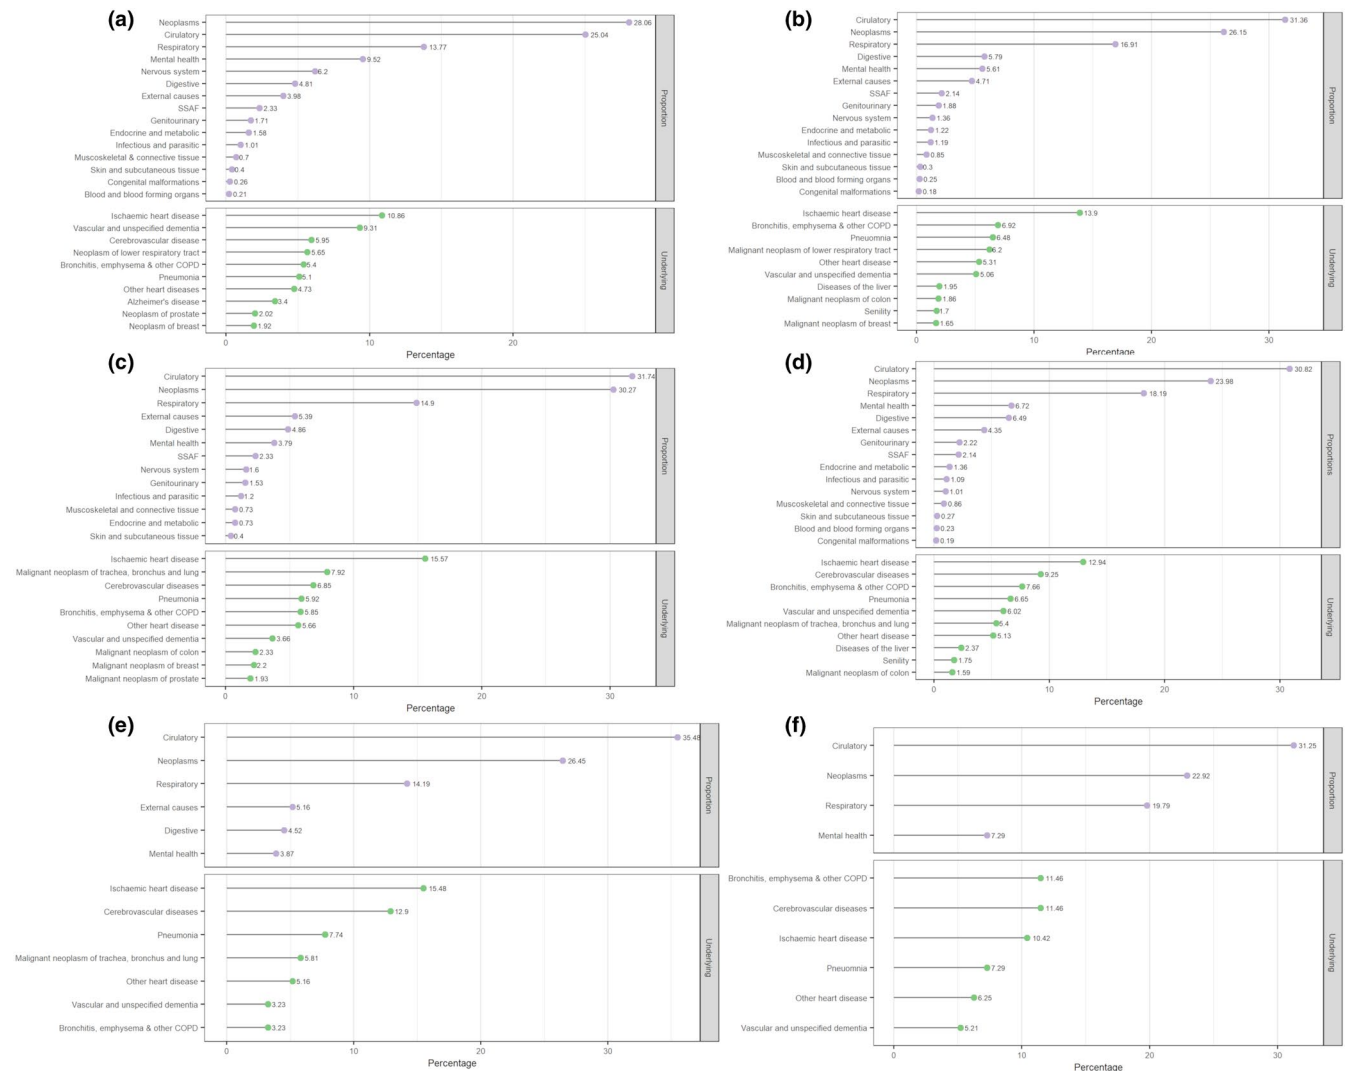 (a)
Neoplasms 28.06
Cirulatory 25.04
Respiratory 13.77
Mental health 9.52
Nervous system 6.2
Digestive 4.81
External causes 3.98
SSAF 2.33
Genitourinary 1.71
Endocrine and metabolic 1.58
Infectious and parasitic 1.01
Muscoskeletal & connective tissue 0.7
Skin and subcutaneous tissue 0.4
Congenital malformations 0.26
Blood and blood forming organs 0.21
Proportion
Ischaemic heart disease 10.86
Vascular and unspecified dementia 9.31
Cerebrovascular disease 5.95
Neoplasm of lower respiratory tract 5.65
Bronchitis, emphysema & other COPD 5.4
Pneumonia 5.1
Other heart diseases 4.73
Alzheimer's disease 3.4
Neoplasm of prostate 2.02
Neoplasm of breast 1.92
Underlying
0 10 20
Percentage
(b)
Cirulatory 31.36
Neoplasms 26.15
Respiratory 16.91
Digestive 5.79
Mental health 5.61
External causes 4.71
SSAF 2.14
Genitourinary 1.88
Nervous system 1.36
Endocrine and metabolic 1.22
Infectious and parasitic 1.19
Muscoskeletal and connective tissue 0.85
Skin and subcutaneous tissue 0.3
Blood and blood forming organs 0.25
Congenital malformations 0.18
Proportion
Ischaemic heart disease 13.9
Bronchitis, emphysema & other COPD 6.92
Pneuomnia 6.48
Malignant neoplasm of lower respiratory tract 6.2
Other heart disease 5.31
Vascular and unspecified dementia 5.06
Diseases of the liver 1.95
Malignant neoplasm of colon 1.86
Senility 1.7
Malignant neoplasm of breast 1.65
Underlying
0 10 20 30
Percentage
(c)
Cirulatory 31.74
Neoplasms 30.27
Respiratory 14.9
External causes 5.39
Digestive 4.86
Mental health 3.79
SSAF 2.33
Nervous system 1.6
Genitourinary 1.53
Infectious and parasitic 1.2
Muscoskeletal and connective tissue 0.73
Endocrine and metabolic 0.73
Skin and subcutaneous tissue 0.4
Proportion
Ischaemic heart disease 15.57
Malignant neoplasm of trachea, bronchus and lung 7.92
Cerebrovascular diseases 6.85
Pneumonia 5.92
Bronchitis, emphysema & other COPD 5.85
Other heart disease 5.66
Vascular and unspecified dementia 3.66
Malignant neoplasm of colon 2.33
Malignant neoplasm of breast 2.2
Malignant neoplasm of prostate 1.93
Underlying
0 10 20 30
Percentage
(d)
Cirulatory 30.82
Neoplasms 23.98
Respiratory 18.19
Mental health 6.72
Digestive 6.49
External causes 4.35
Genitourinary 2.22
SSAF 2.14
Endocrine and metabolic 1.36
Infectious and parasitic 1.09
Nervous system 1.01
Muscoskeletal and connective tissue 0.86
Skin and subcutaneous tissue 0.27
Blood and blood forming organs 0.23
Congenital malformations 0.19
Proportions
Ischaemic heart disease 12.94
Cerebrovascular diseases 9.25
Bronchitis, emphysema & other COPD 7.66
Pneumonia 6.65
Vascular and unspecified dementia 6.02
Malignant neoplasm of trachea, bronchus and lung 5.4
Other heart disease 5.13
Diseases of the liver 2.37
Senility 1.75
Malignant neoplasm of colon 1.59
Underlying
0 10 20 30
Percentage
(e)
Cirulatory 35.48
Neoplasms 26.45
Respiratory 14.19
External causes 5.16
Digestive 4.52
Mental health 3.87
Proportion
Ischaemic heart disease 15.48
Cerebrovascular diseases 12.9
Pneumonia 7.74
Malignant neoplasm of trachea, bronchus and lung 5.81
Other heart disease 5.16
Vascular and unspecified dementia 3.23
Bronchitis, emphysema & other COPD 3.23
Underlying
0 10 20 30
Percentage
(f)
Cirulatory 31.25
Neoplasms 22.92
Respiratory 19.79
Mental health 7.29
Proportion
Bronchitis, emphysema & other COPD 11.46
Cerebrovascular diseases 11.46
Ischaemic heart disease 10.42
Pneuomnia 7.29
Other heart disease 6.25
Vascular and unspecified dementia 5.21
Underlying
0 10 20 30
Percentage